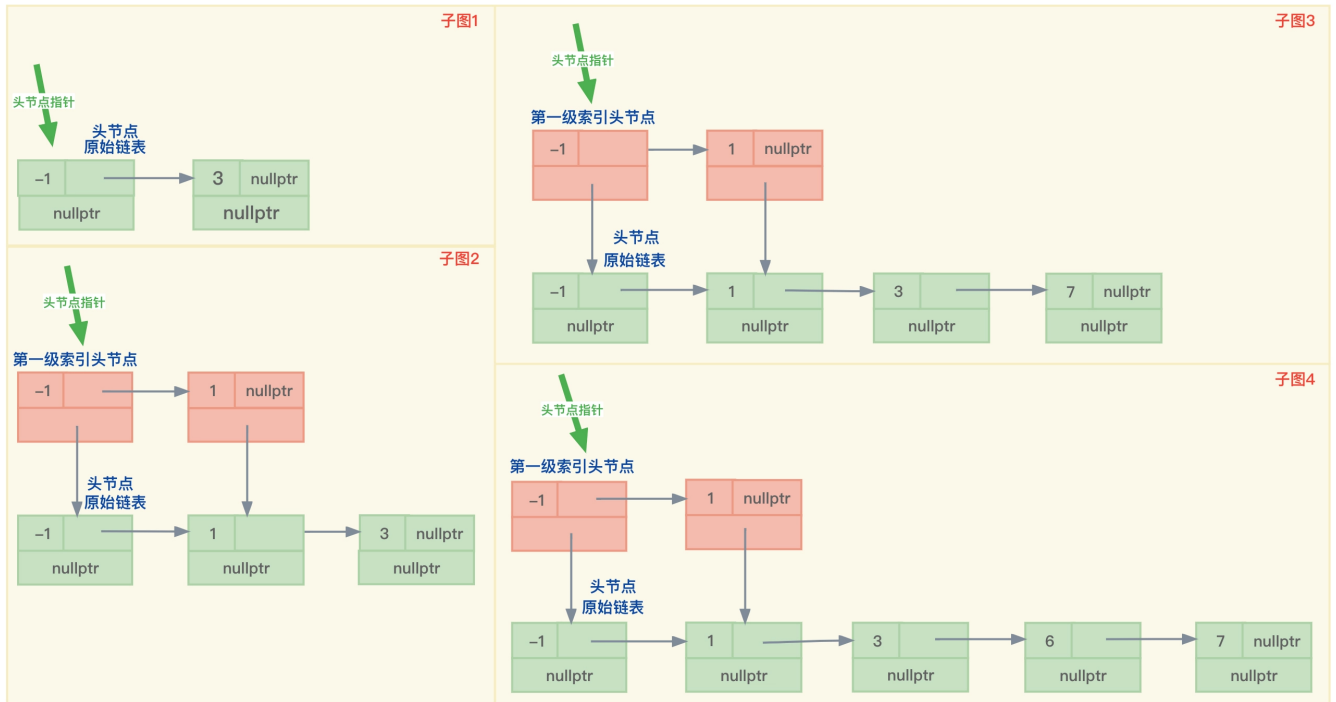 子图1
头节点指针
头节点
原始链表
-1
3 nullptr
nullptr
nullptr
子图2
头节点指针
第一级索引头节点
-1
1 nullptr
头节点
原始链表
-1
1
3 nullptr
nullptr
nullptr
nullptr
子图3
头节点指针
第一级索引头节点
-1
1 nullptr
头节点
原始链表
-1
1
3
7 nullptr
nullptr
nullptr
nullptr
nullptr
子图4
头节点指针
第一级索引头节点
-1
1 nullptr
头节点
原始链表
-1
1
3
6
7 nullptr
nullptr
nullptr
nullptr
nullptr
nullptr